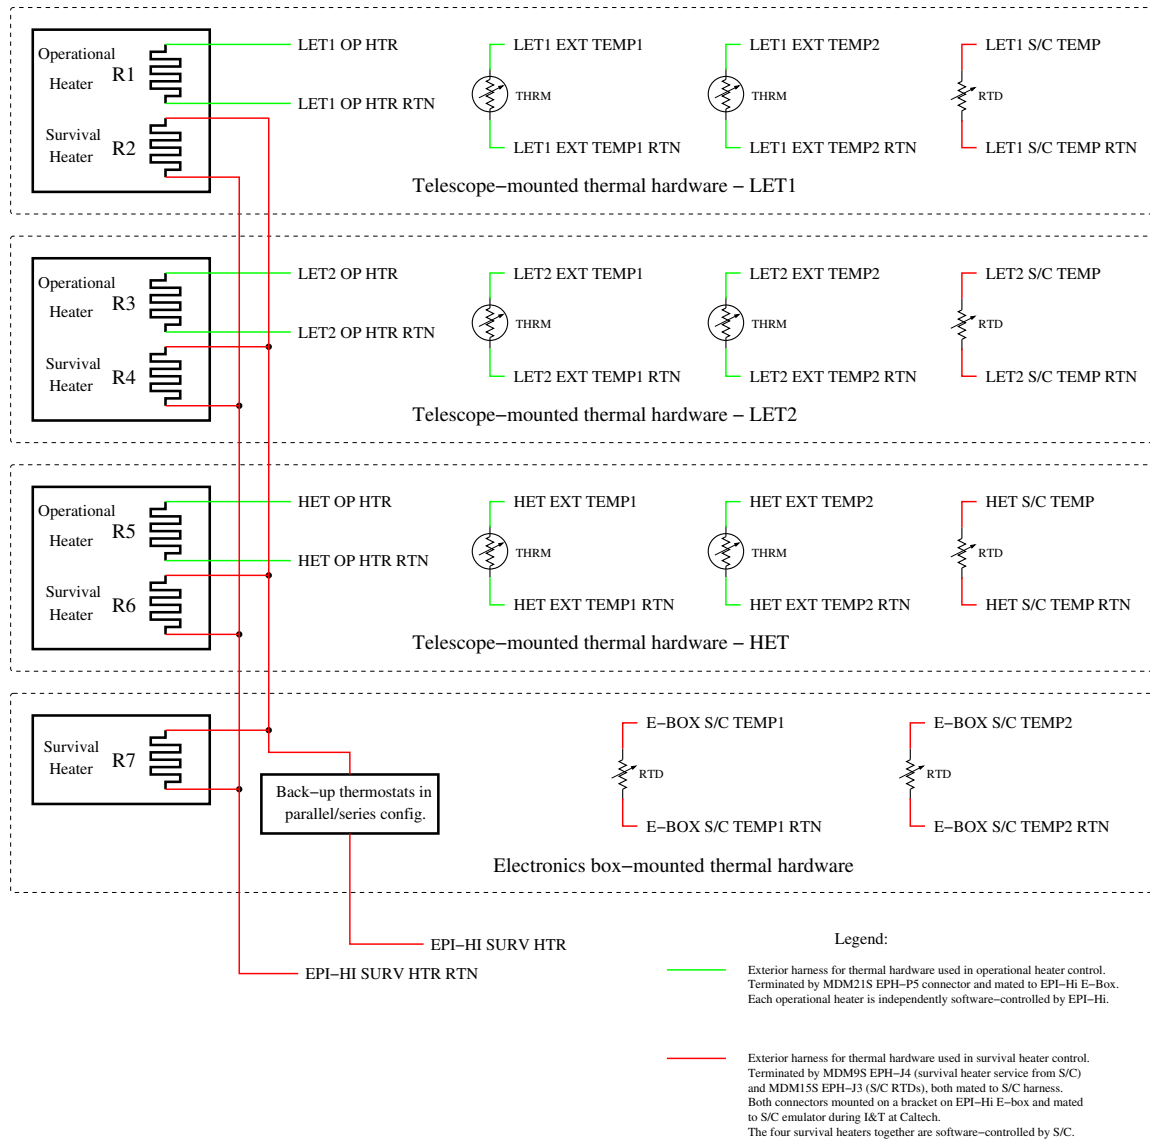 Operational
Heater
R1
Survival
Heater
R2
LET1 OP HTR
LET1 OP HTR RTN
LET1 EXT TEMP1
THRM
LET1 EXT TEMP1 RTN
LET1 EXT TEMP2
THRM
LET1 EXT TEMP2 RTN
LET1 S/C TEMP
RTD
LET1 S/C TEMP RTN
Telescope−mounted thermal hardware − LET1
Operational
Heater
R3
Survival
Heater
R4
LET2 OP HTR
LET2 OP HTR RTN
LET2 EXT TEMP1
THRM
LET2 EXT TEMP1 RTN
LET2 EXT TEMP2
THRM
LET2 EXT TEMP2 RTN
LET2 S/C TEMP
RTD
LET2 S/C TEMP RTN
Telescope−mounted thermal hardware − LET2
Operational
Heater
R5
Survival
Heater
R6
HET OP HTR
HET OP HTR RTN
HET EXT TEMP1
THRM
HET EXT TEMP1 RTN
HET EXT TEMP2
THRM
HET EXT TEMP2 RTN
HET S/C TEMP
RTD
HET S/C TEMP RTN
Telescope−mounted thermal hardware − HET
Survival
Heater
R7
Back−up thermostats in
parallel/series config.
E−BOX S/C TEMP1
RTD
E−BOX S/C TEMP1 RTN
E−BOX S/C TEMP2
RTD
E−BOX S/C TEMP2 RTN
Electronics box−mounted thermal hardware
EPI−HI SURV HTR
EPI−HI SURV HTR RTN
Legend:
Exterior harness for thermal hardware used in operational heater control.
Terminated by MDM21S EPH−P5 connector and mated to EPI−Hi E−Box.
Each operational heater is independently software−controlled by EPI−Hi.
Exterior harness for thermal hardware used in survival heater control.
Terminated by MDM9S EPH−J4 (survival heater service from S/C)
and MDM15S EPH−J3 (S/C RTDs), both mated to S/C harness.
Both connectors mounted on a bracket on EPI−Hi E−box and mated
to S/C emulator during I&T at Caltech.
The four survival heaters together are software−controlled by S/C.